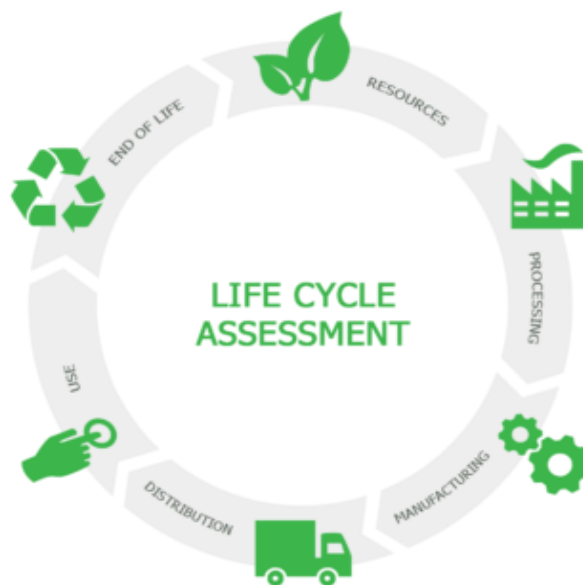 LIFE CYCLE
ASSESSMENT
RESOURCES
PROCESSING
MANUFACTURING
DISTRIBUTION
USE
END OF LIFE